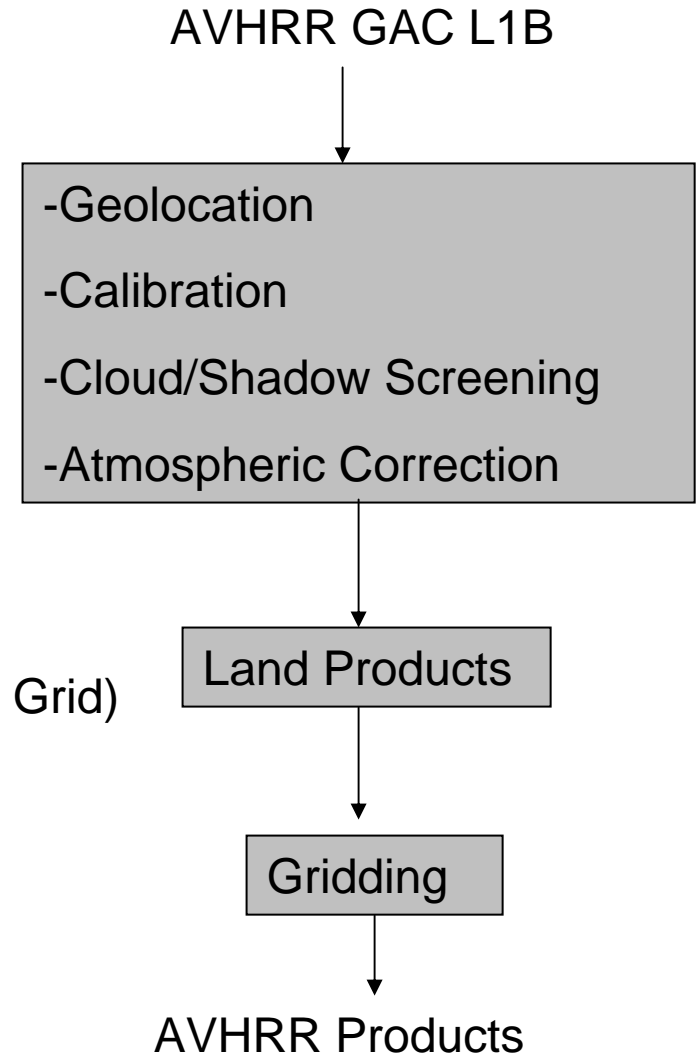 AVHRR GAC L1B
-Geolocation
-Calibration
-Cloud/Shadow Screening
-Atmospheric Correction
Land Products
Grid)
Gridding
AVHRR Products